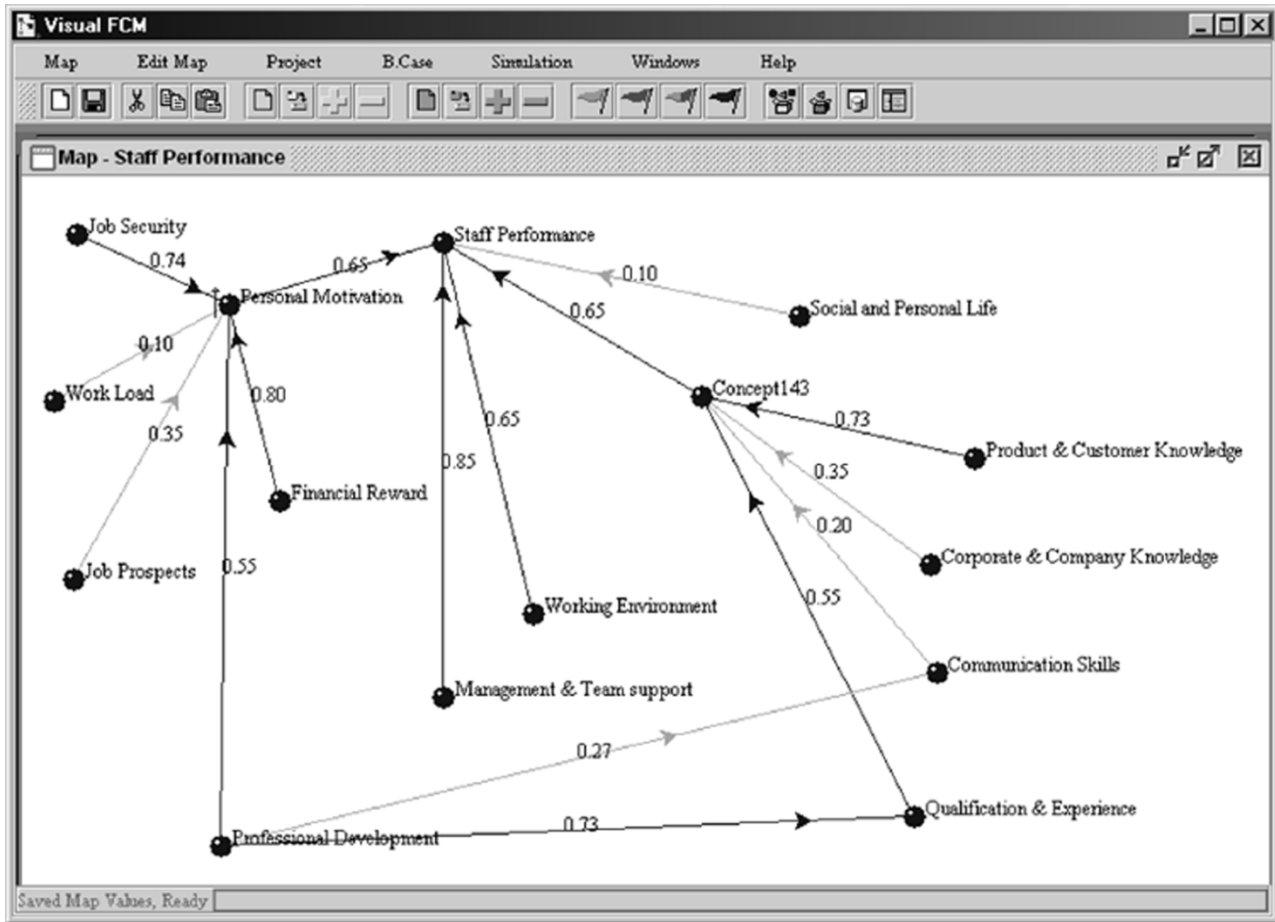 Visual FCM
Map Edit Map Project B.Case Simulation Windows Help
Map - Staff Performance
Job Security
Staff Performance
0.74
0.65
0.10
Personal Motivation
Social and Personal Life
0.65
0.10
Work Load
0.80
Concept143
0.65
0.73
0.35
Product & Customer Knowledge
0.85
0.35
Financial Reward
0.20
Job Prospects
0.55
Corporate & Company Knowledge
Working Environment
0.55
Communication Skills
Management & Team support
0.27
Qualification & Experience
Professional Development
0.73
Saved Map Values, Ready